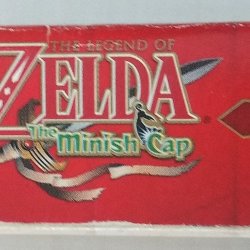 THE LEGEND OF
ZELDA
The Minish Cap